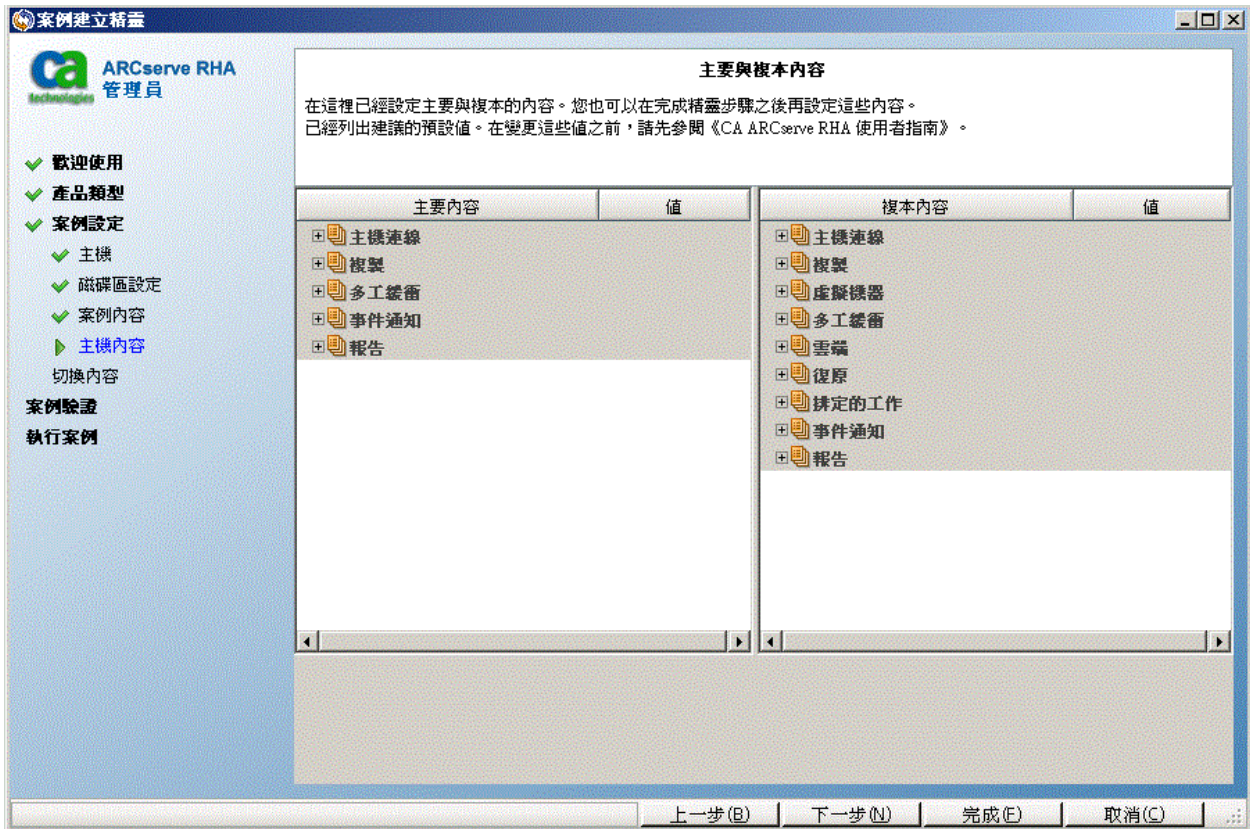 案例建立精靈
ca
technologies
ARCserve RHA
管理員
歡迎使用
產品類型
案例設定
主機
磁碟區設定
案例內容
主機內容
切換內容
案例驗證
執行案例
主要與複本內容
在這裡已經設定主要與複本的內容。您也可以在完成精靈步驟之後再設定這些內容。
已經列出建議的預設值。在變更這些值之前，請先參閱《CA ARCserve RHA 使用者指南》。
主要內容 值
主機連線
複製
多工緩衝
事件通知
報告
複本內容 值
主機連線
複製
虛擬機器
多工緩衝
雲端
復原
排定的工作
事件通知
報告
上一步(B) 下一步(N) 完成(F) 取消(C)